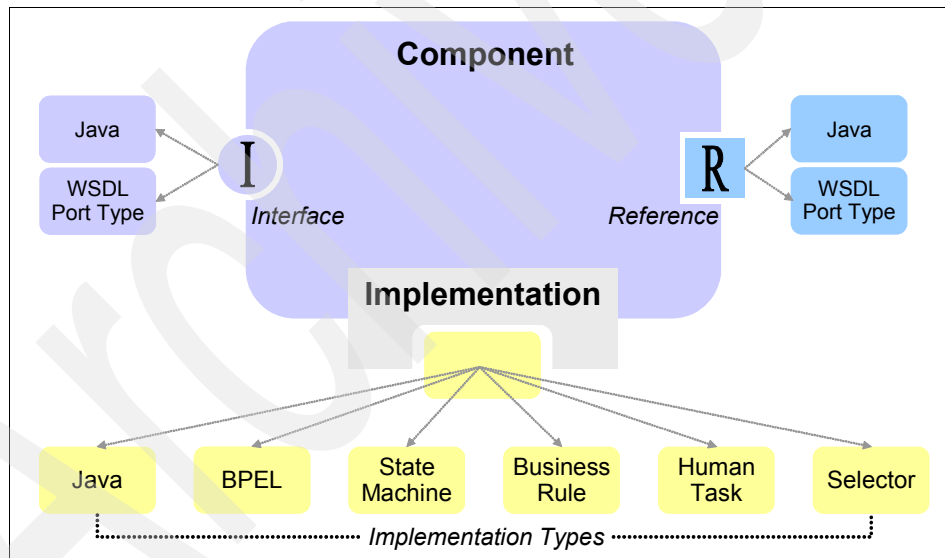 Component
Java
WSDL
Port Type
I
Interface
R
Reference
Java
WSDL
Port Type
Implementation
Java
BPEL
State
Machine
Business
Rule
Human
Task
Selector
Implementation Types